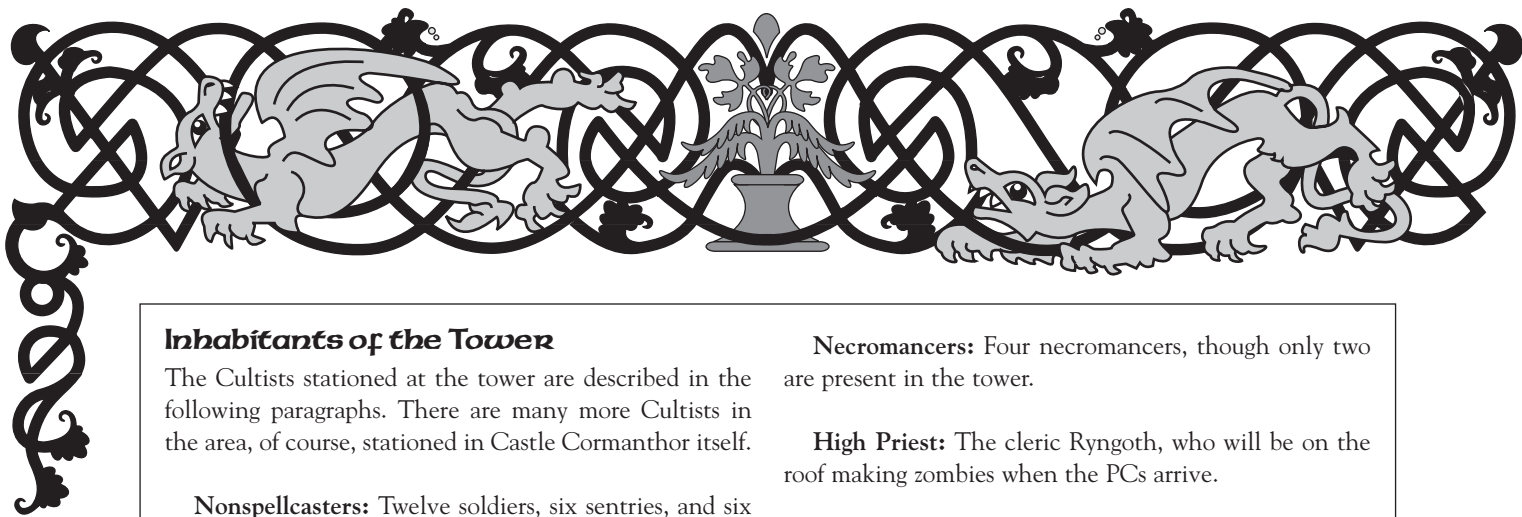 Inhabitants of the Tower
The Cultists stationed at the tower are described in the
following paragraphs. There are many more Cultists in
the area, of course, stationed in Castle Cormanthor itself.
Nonspellcasters: Twelve soldiers, six sentries, and six
Necromancers: Four necromancers, though only two
are present in the tower.
High Priest: The cleric Ryngoth, who will be on the
roof making zombies when the PCs arrive.